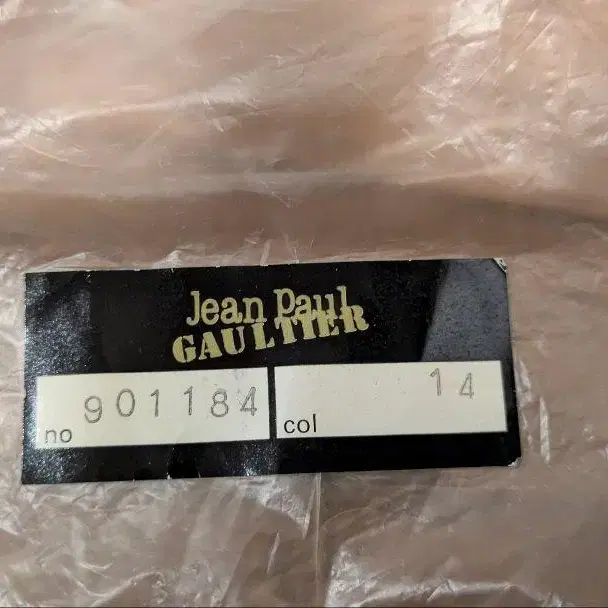 Jean Paul
GAULTIER
no 901184
col 14